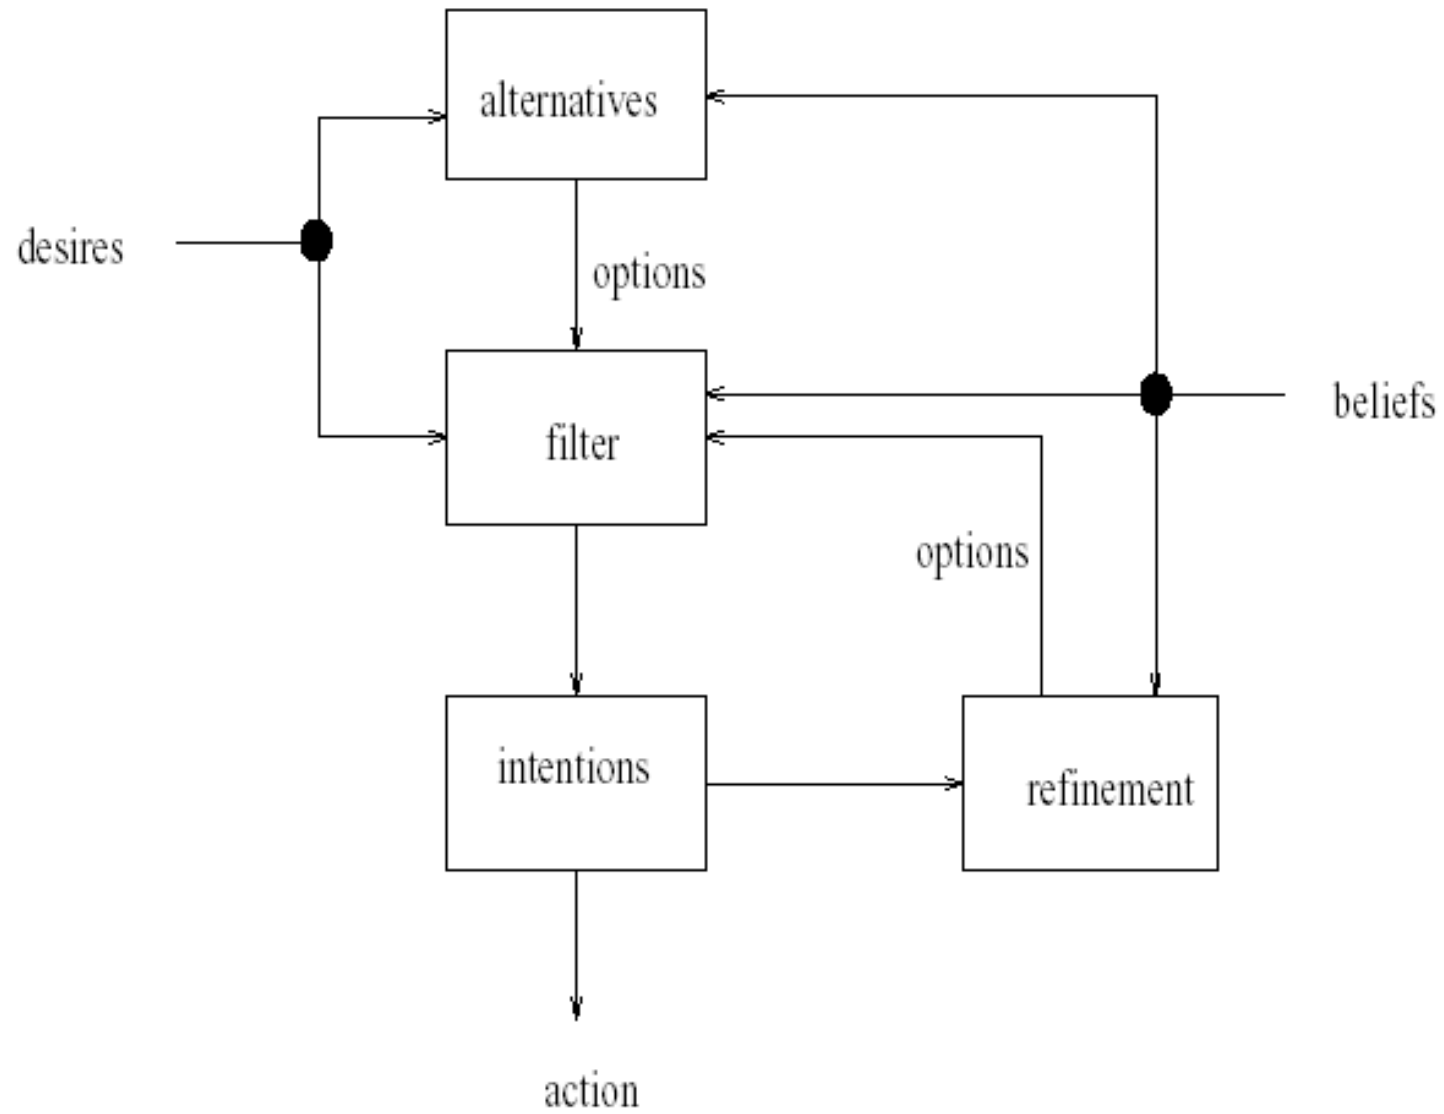 alternatives
desires
options
beliefs
filter
options
intentions
refinement
action